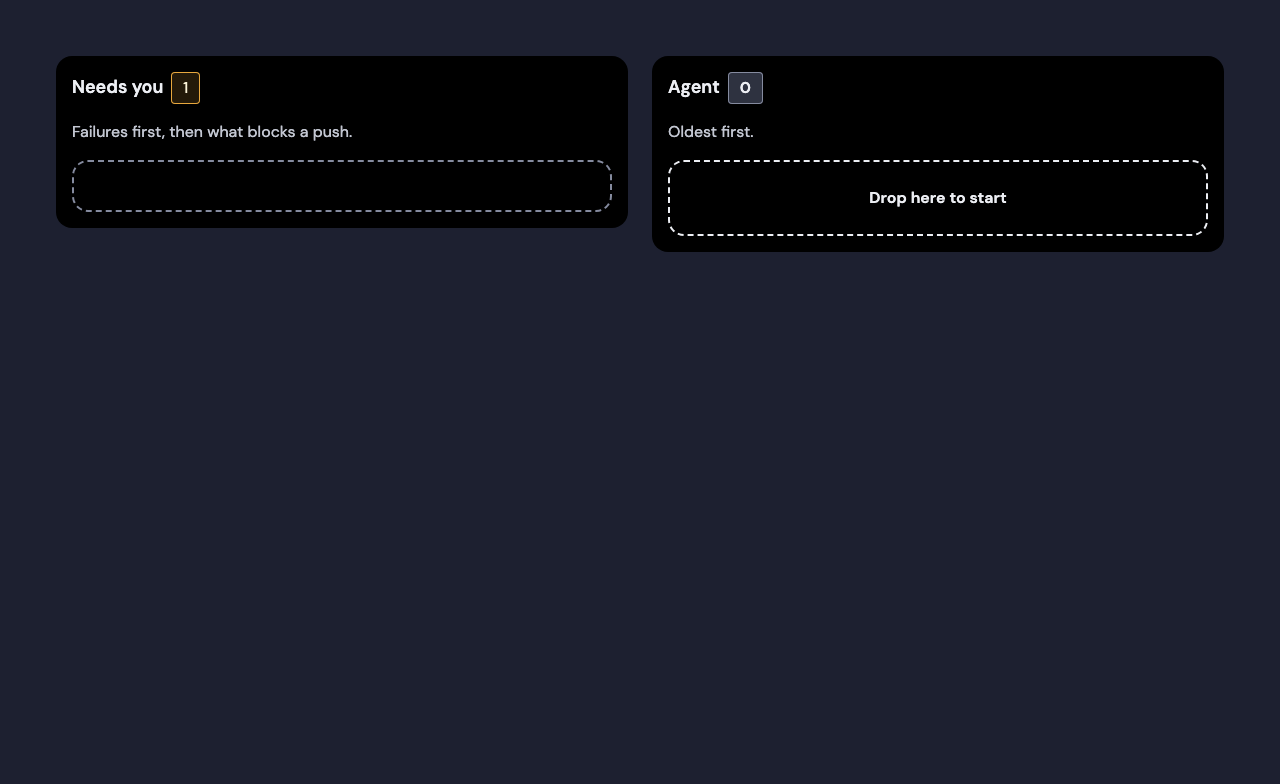 Needs you 1
Failures first, then what blocks a push.
Agent 0
Oldest first.
Drop here to start